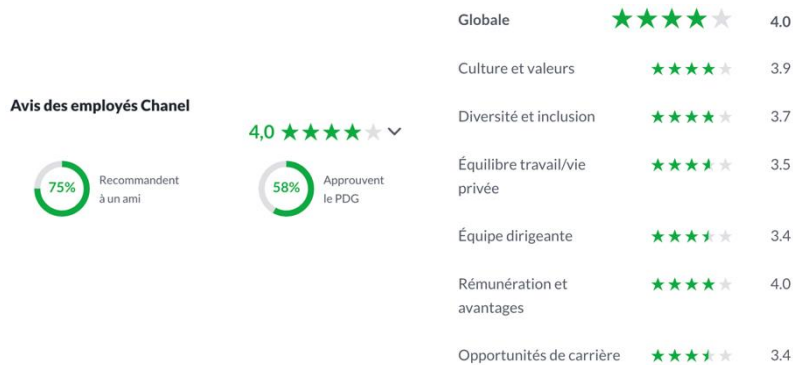 Avis des employés Chanel
4,0
75%
Recommandent
à un ami
58%
Approuvent
le PDG
Globale 4.0
Culture et valeurs 3.9
Diversité et inclusion 3.7
Équilibre travail/vie 3.5
privée
Équipe dirigeante 3.4
Rémunération et 4.0
avantages
Opportunités de carrière 3.4